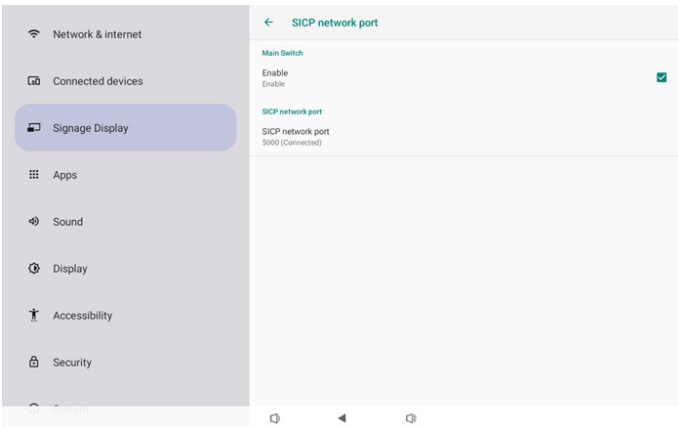 Network & internet
Connected devices
Signage Display
Apps
Sound
Display
Accessibility
Security
System
SICP network port
Main Switch
Enable
Enable
SICP network port
SICP network port
5000 (Connected)